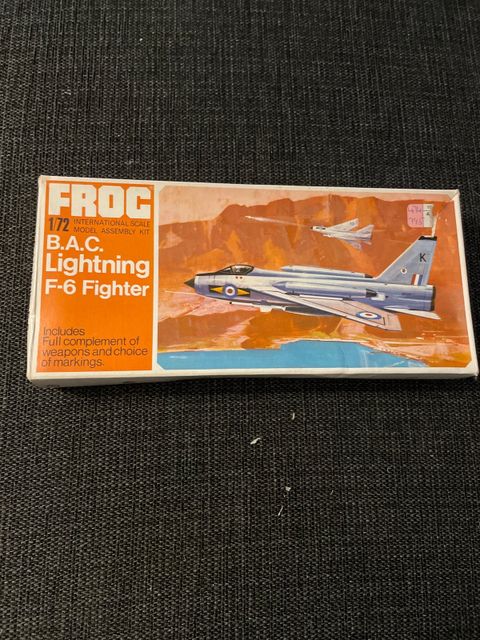 FROG
1/72 INTERNATIONAL SCALE
MODEL ASSEMBLY KIT
B.A.C.
Lightning
F-6 Fighter
Includes
Full complement of
weapons and choice
of markings.
K